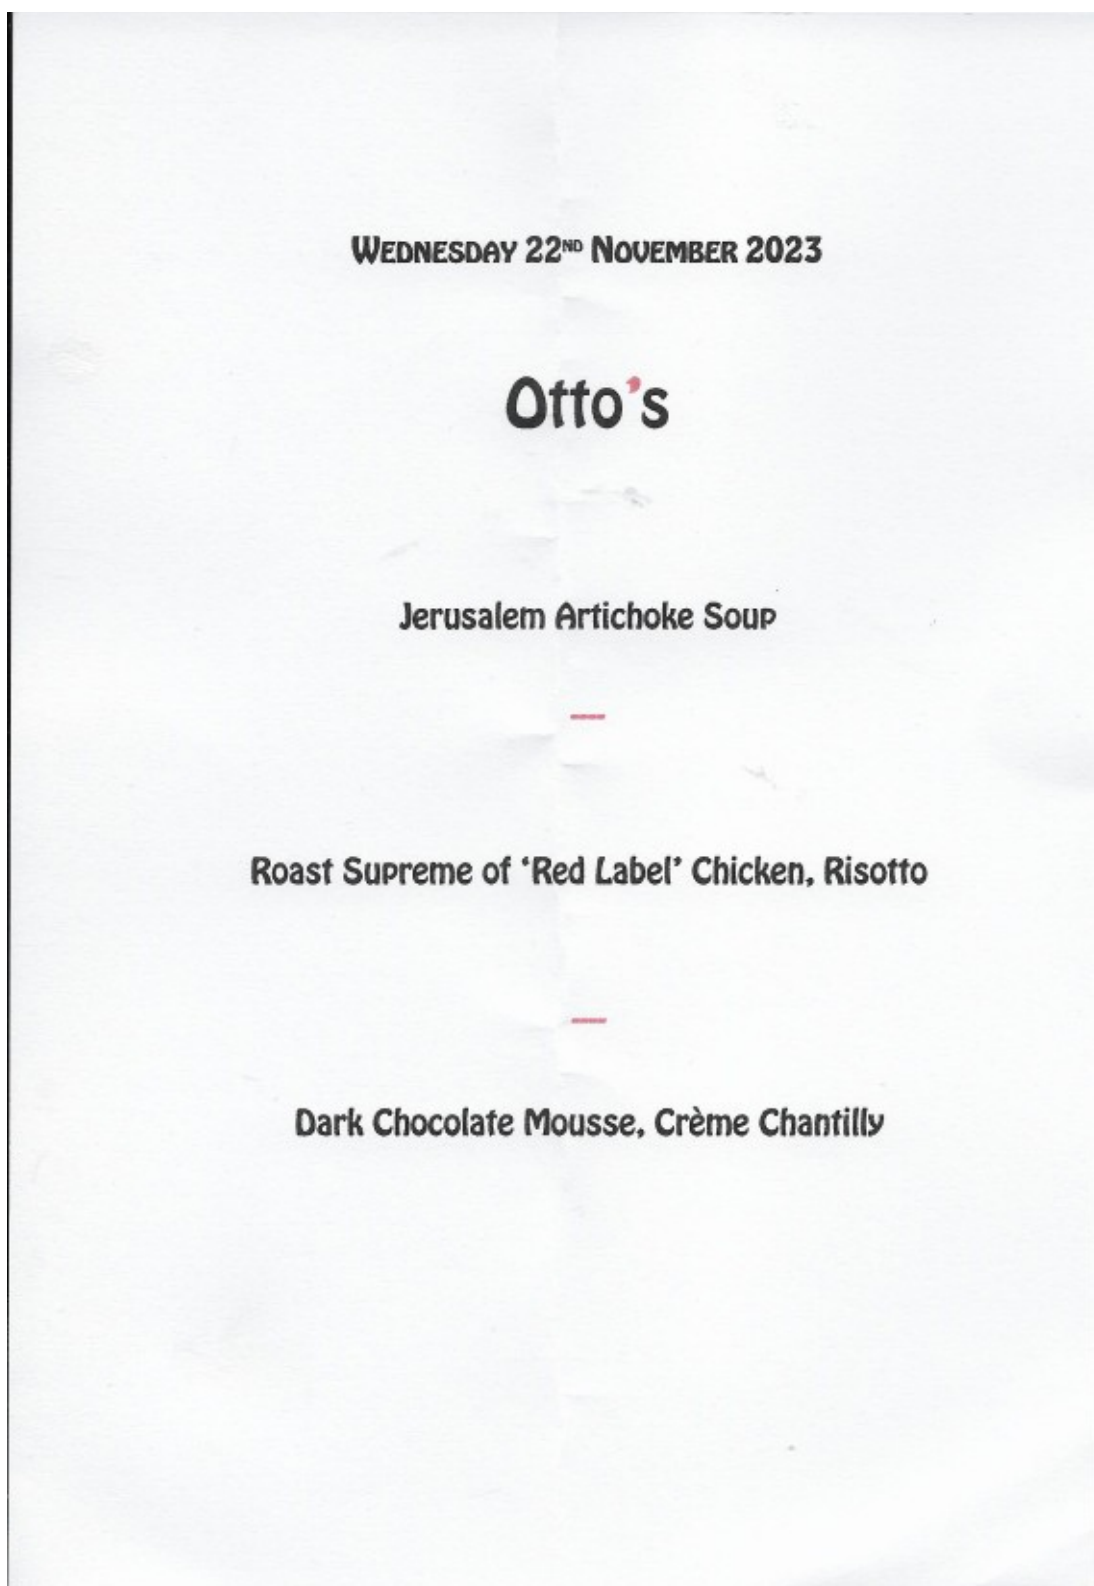 WEDNESDAY 22ND NOVEMBER 2023
Otto's
Jerusalem Artichoke Soup
Roast Supreme of ‘Red Label’ Chicken, Risotto
Dark Chocolate Mousse, Crème Chantilly